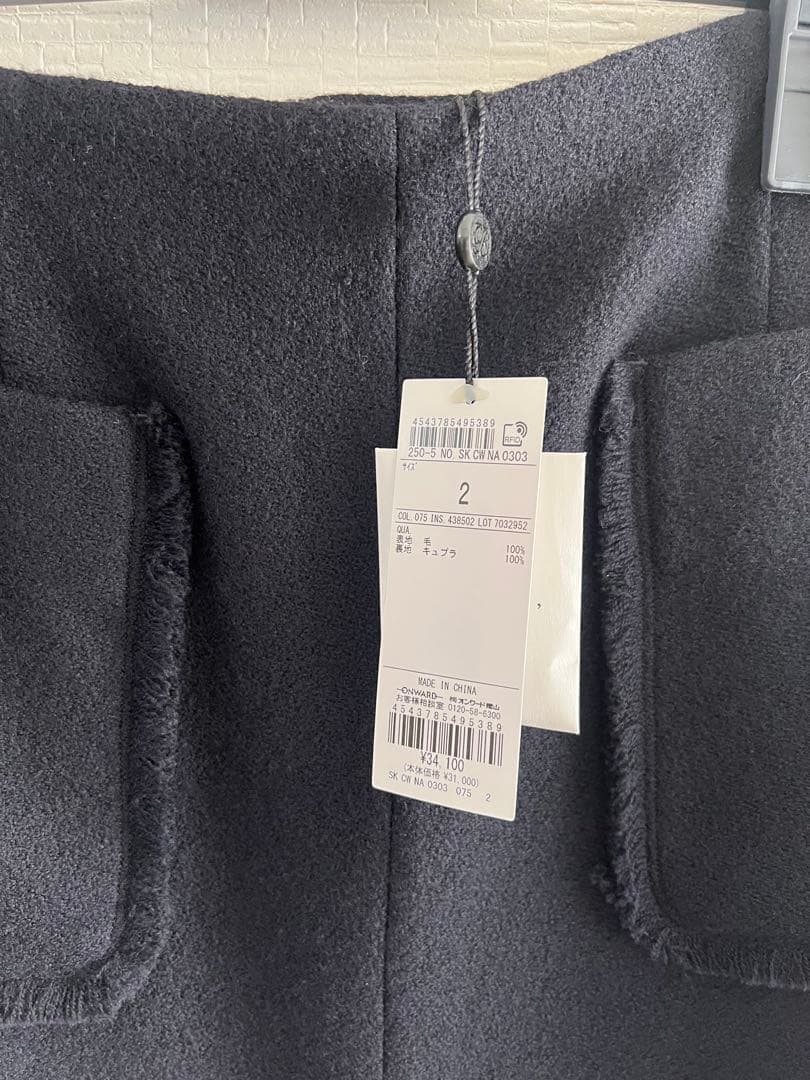 4543785495389
RFID
250-5 NO. SK CW NA 0303
サイズ
2
COL. 075 INS. 438502 LOT 7032952
QUA.
表地 毛 100%
裏地 キュプラ 100%
MADE IN CHINA
ONWARD ㈱オンワード樫山
お客様相談室 0120-58-6300
4543785495389
¥34,100
(本体価格 ¥31,000)
SK CW NA 0303 075 2